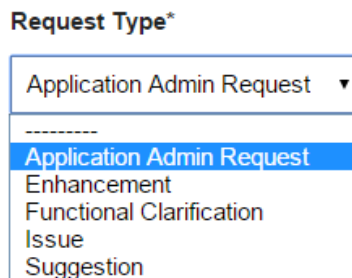 Request Type*
Application Admin Request
---------
Application Admin Request
Enhancement
Functional Clarification
Issue
Suggestion